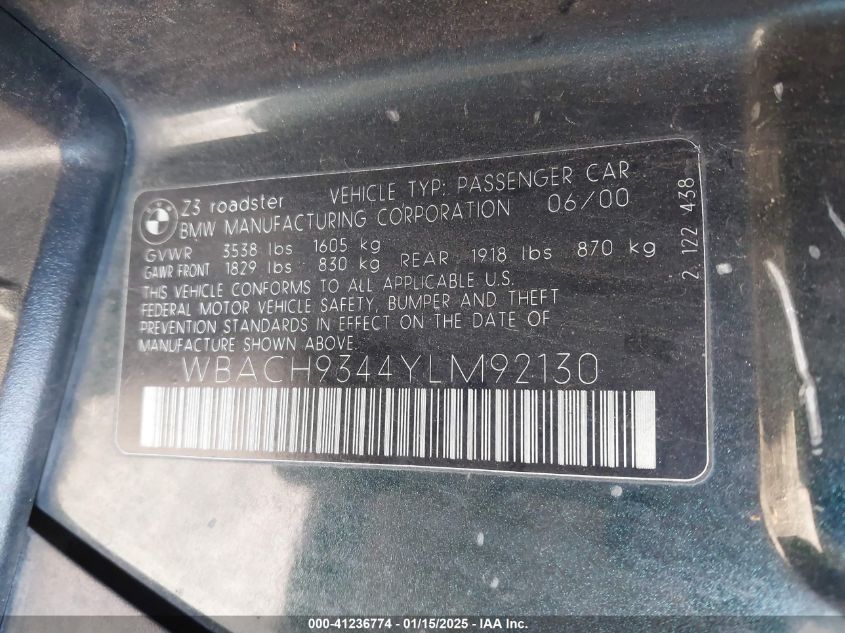 BMW
Z3 roadster VEHICLE TYP: PASSENGER CAR
BMW MANUFACTURING CORPORATION 06/00
GVWR 3538 lbs 1605 kg
GAWR FRONT 1829 lbs 830 kg REAR 1918 lbs 870 kg
THIS VEHICLE CONFORMS TO ALL APPLICABLE U.S.
FEDERAL MOTOR VEHICLE SAFETY, BUMPER AND THEFT
PREVENTION STANDARDS IN EFFECT ON THE DATE OF
MANUFACTURE SHOWN ABOVE.
WBACH9344YLM92130
2 122 438
000-41236774 - 01/15/2025 - IAA Inc.